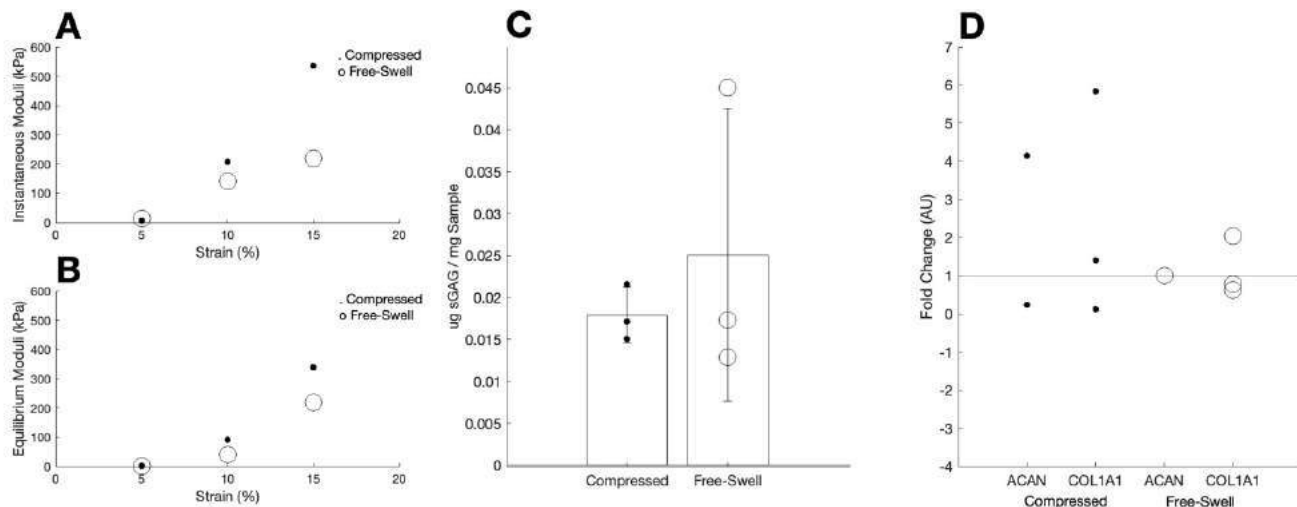 A
600
500
400
300
200
100
0
Instantaneous Moduli (kPa)
. Compressed
o Free-Swell
0 5 10 15 20
Strain (%)
B
600
500
400
300
200
100
0
Equilibrium Moduli (kPa)
. Compressed
o Free-Swell
0 5 10 15 20
Strain (%)
C
0.045
0.04
0.035
0.03
0.025
0.02
0.015
0.01
0.005
0
ug sGAG / mg Sample
Compressed Free-Swell
D
7
6
5
4
3
2
1
0
-1
-2
-3
-4
Fold Change (AU)
ACAN COL1A1 ACAN COL1A1
Compressed Free-Swell